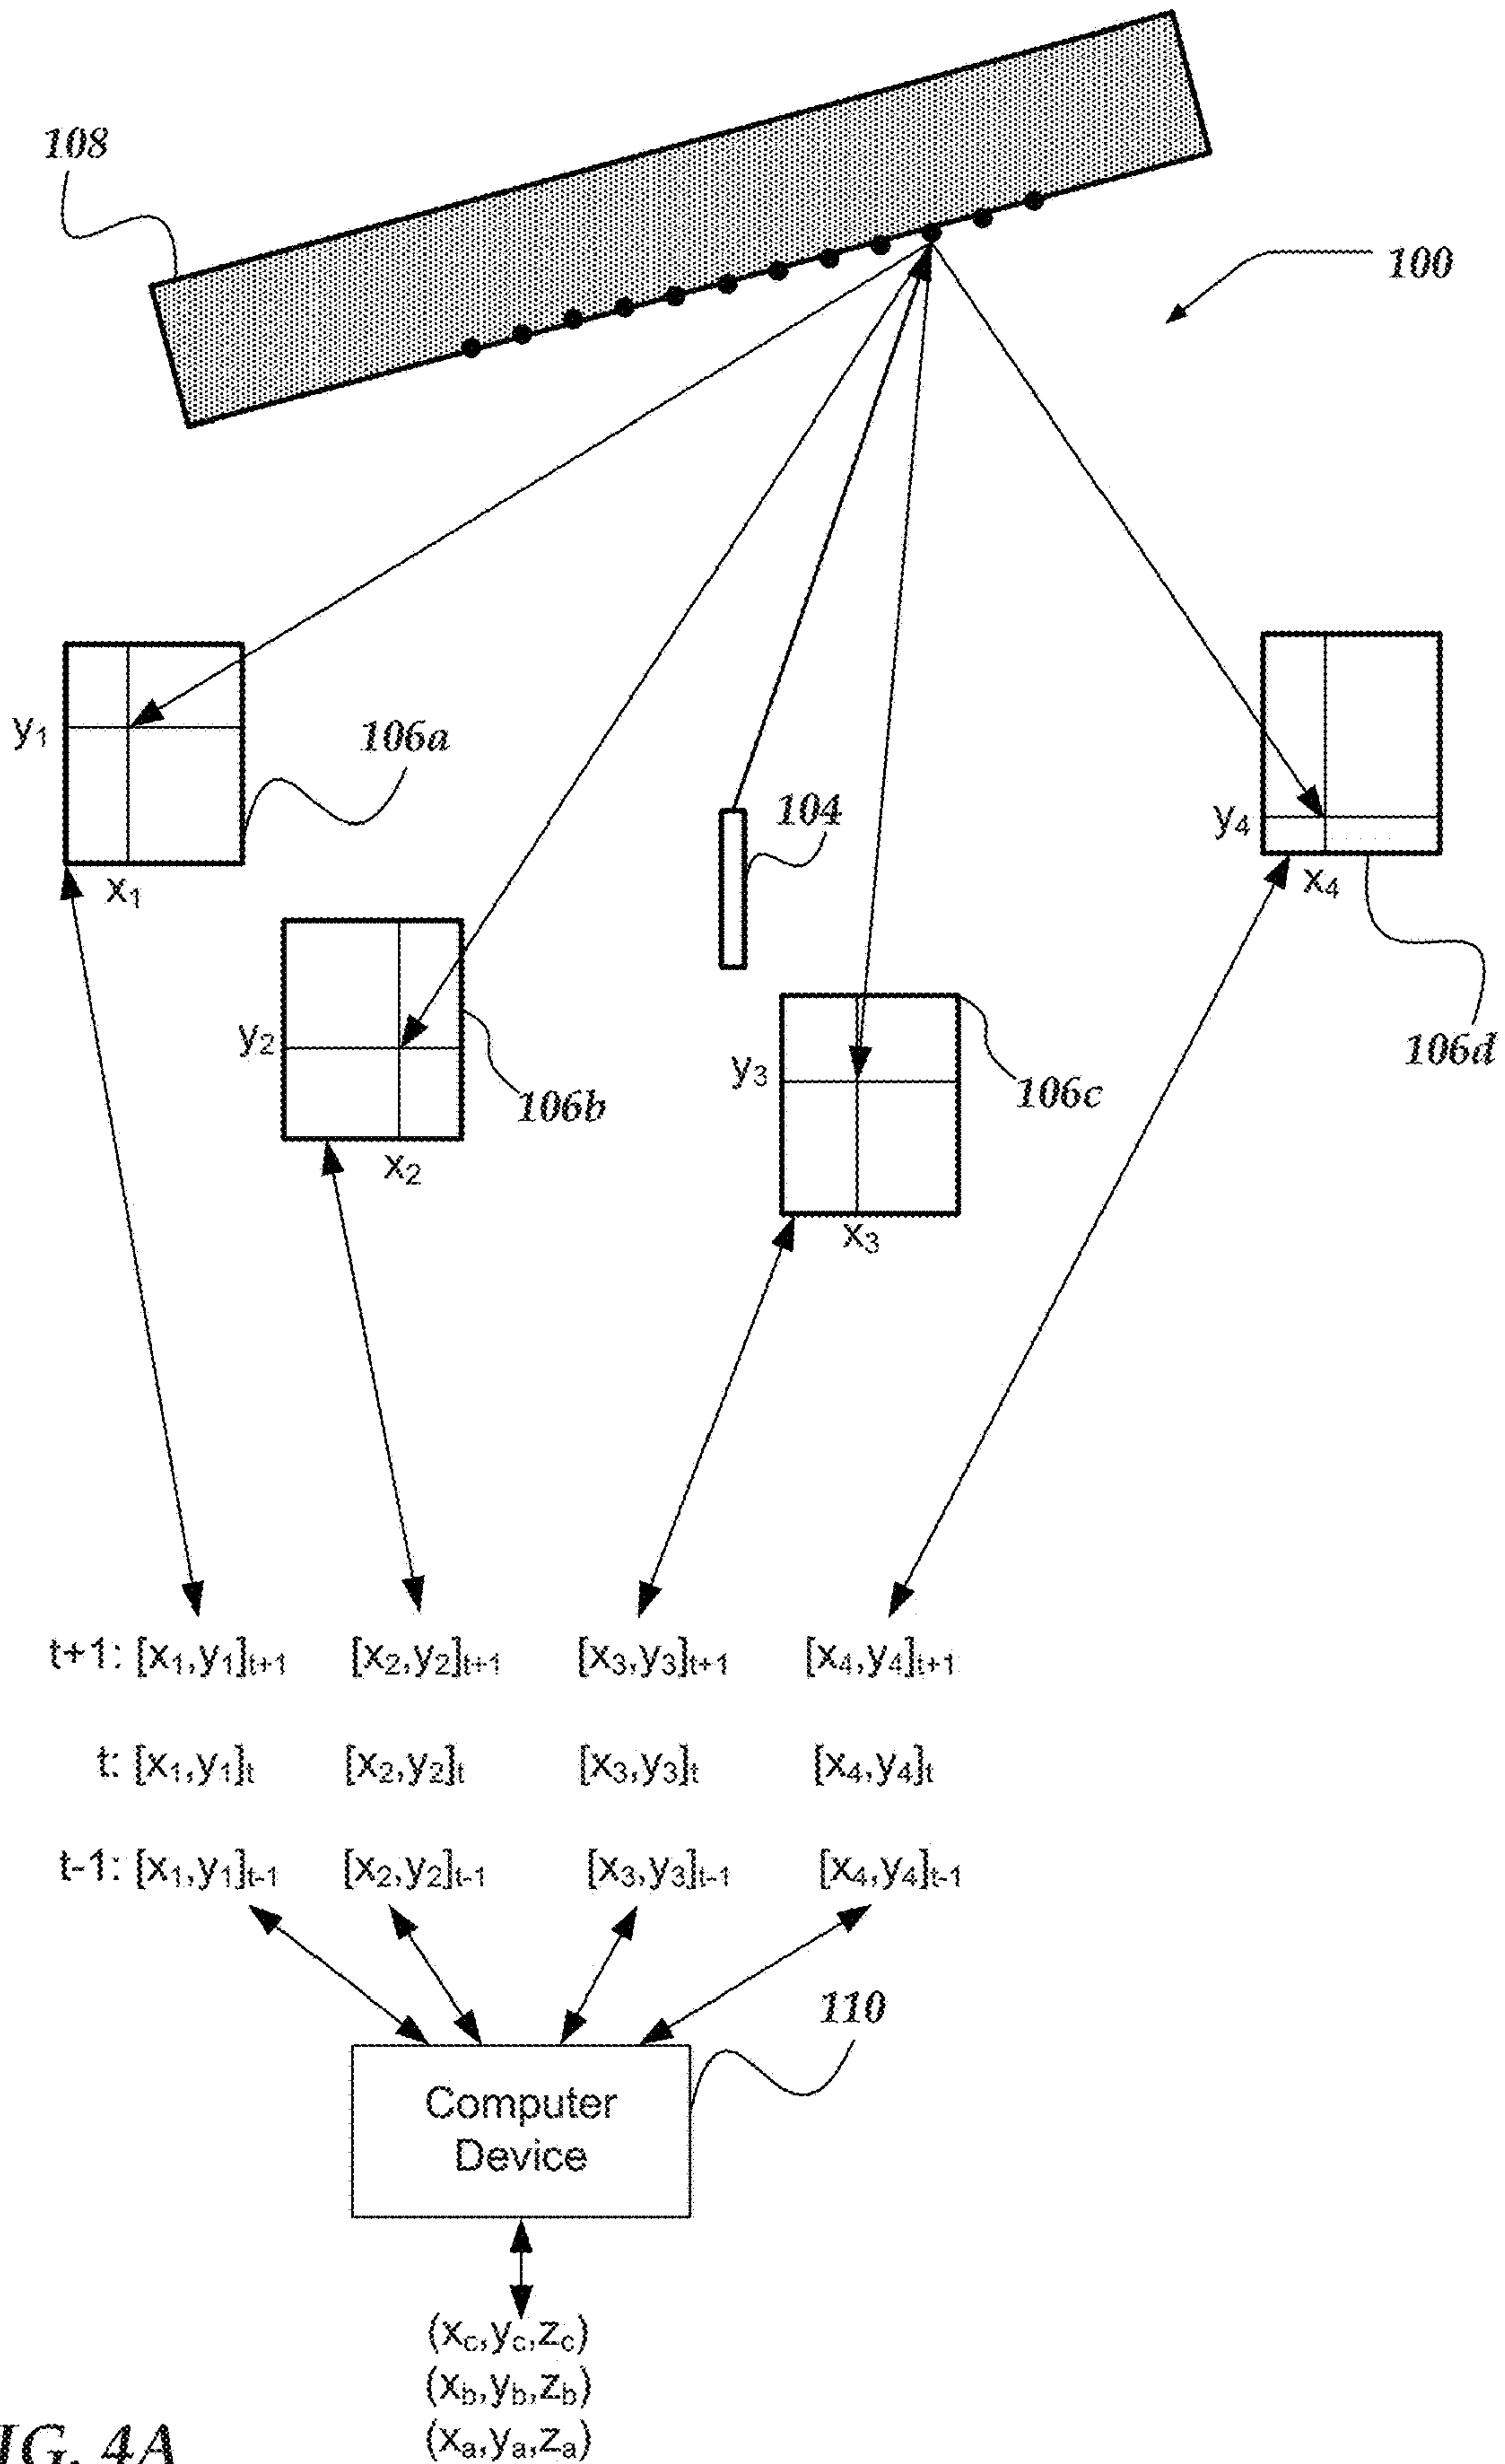 108
100
y₁
106a
104
y₄
x₁
x₄
y₂
106d
y₃
106c
106b
x₂
x₃
t+1: [x₁,y₁]t+1 [x₂,y₂]t+1 [x₃,y₃]t+1 [x₄,y₄]t+1
t: [x₁,y₁]t [x₂,y₂]t [x₃,y₃]t [x₄,y₄]t
t-1: [x₁,y₁]t-1 [x₂,y₂]t-1 [x₃,y₃]t-1 [x₄,y₄]t-1
110
Computer
Device
(xc,yc,zc)
(xb,yb,zb)
(xa,ya,za)
IG. 4A